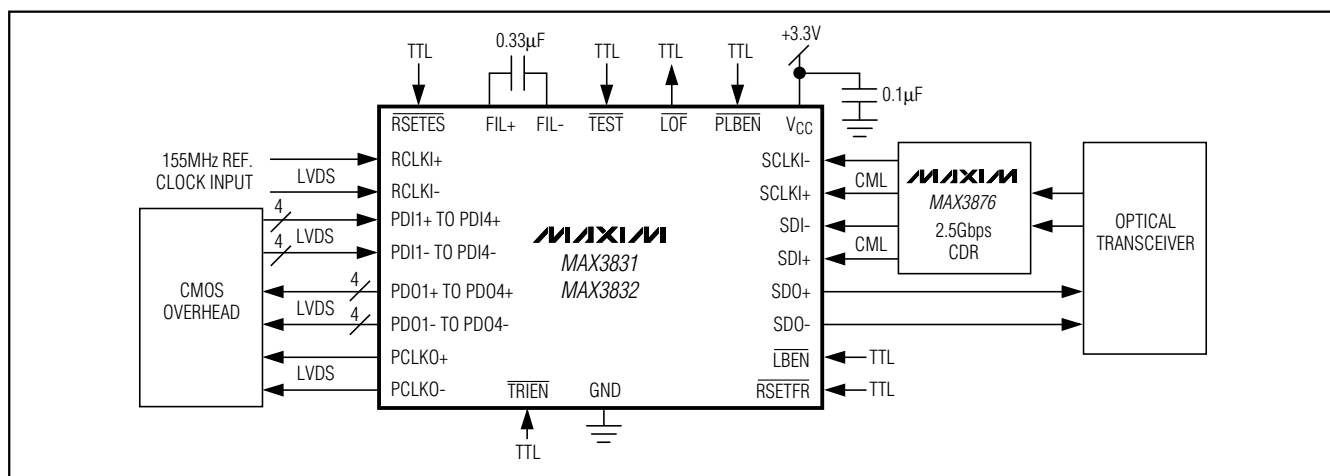 TTL
0.33μF
TTL
TTL
TTL
+3.3V
0.1μF
RSETES
FIL+
FIL-
TEST
LOF
PLBEN
VCC
155MHz REF.
CLOCK INPUT
LVDS
RCLKI+
RCLKI-
4
PDI1+ TO PDI4+
LVDS
4
PDI1- TO PDI4-
CMOS
OVERHEAD
4
PDO1+ TO PDO4+
LVDS
4
PDO1- TO PDO4-
PCLKO+
LVDS
PCLKO-
MAXIM
MAX3831
MAX3832
TRIEN
TTL
GND
SCLKI-
SCLKI+
CML
SDI-
SDI+
CML
SDO+
SDO-
LBEN
TTL
RSETFR
TTL
MAXIM
MAX3876
2.5Gbps
CDR
OPTICAL
TRANSCEIVER